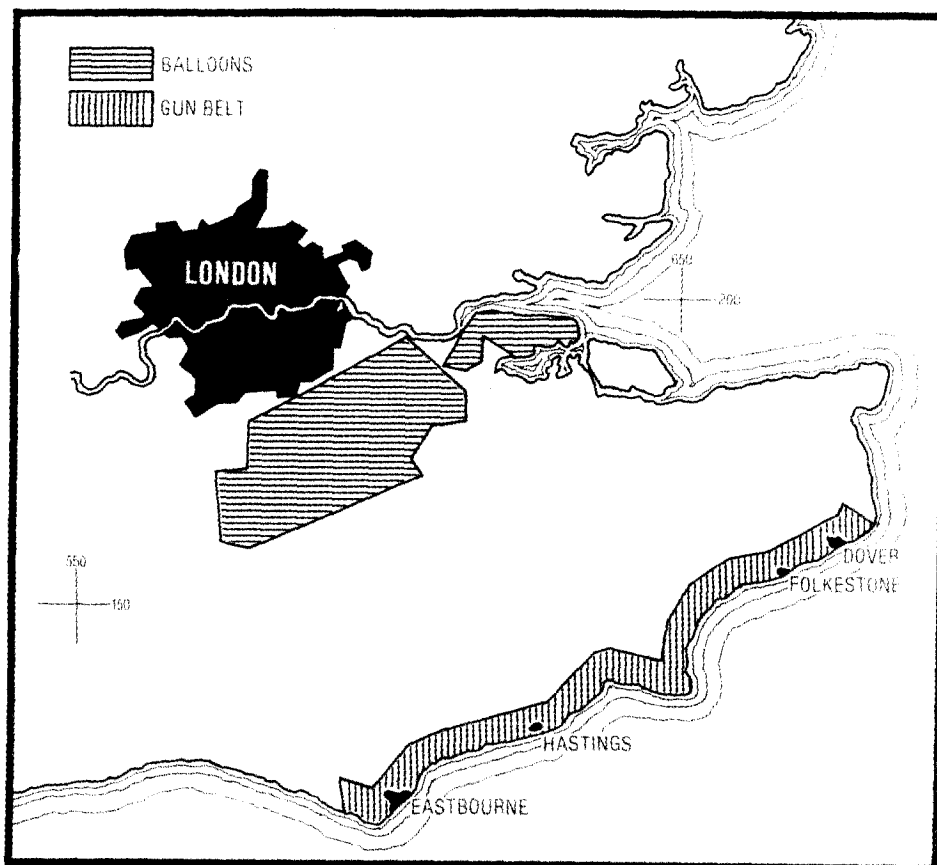 BALLOONS
GUN BELT
LONDON
650
200
550
150
DOVER
FOLKESTONE
HASTINGS
EASTBOURNE